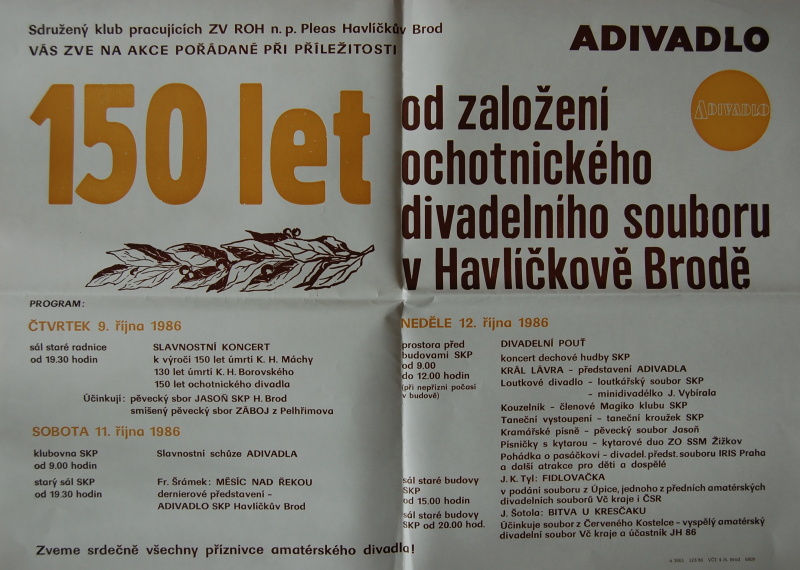 Sdružený klub pracujících ZV ROH n. p. Pleas Havlíčkův Brod
VÁS ZVE NA AKCE POŘÁDANÉ PŘI PŘÍLEŽITOSTI
ADIVADLO
ADIVADLO
150 let
od založení
ochotnického
divadelního souboru
v Havlíčkově Brodě
PROGRAM:
ČTVRTEK 9. října 1986
sál staré radnice
od 19.30 hodin
SLAVNOSTNÍ KONCERT
k výročí 150 let úmrtí K. H. Máchy
130 let úmrtí K. H. Borovského
150 let ochotnického divadla
Účinkují: pěvecký sbor JASOŇ SKP H. Brod
smíšený pěvecký sbor ZÁBOJ z Pelhřimova
SOBOTA 11. října 1986
klubovna SKP
od 9.00 hodin
Slavnostní schůze ADIVADLA
starý sál SKP
od 19.30 hodin
Fr. Šrámek: MĚSÍC NAD ŘEKOU
dernierové představení -
ADIVADLO SKP Havlíčkův Brod
NEDĚLE 12. října 1986
prostora před
budovami SKP
od 9.00
do 12.00 hodin
(při nepřízni počasí
v budově)
DIVADELNÍ POUŤ
koncert dechové hudby SKP
KRÁL LÁVRA - představení ADIVADLA
Loutkové divadlo - loutkářský soubor SKP
- minidivadélko J. Vybírala
Kouzelník - členové Magiko klubu SKP
Taneční vystoupení - taneční kroužek SKP
Kramářské písně - pěvecký soubor Jasoň
Písničky s kytarou - kytarové duo ZO SSM Žižkov
Pohádka o pasáčkovi - divadel. předst. souboru IRIS Praha
a další atrakce pro děti a dospělé
sál staré budovy
SKP
od 15.00 hodin
J. K. Tyl: FIDLOVAČKA
v podání souboru z Úpice, jednoho z předních amatérských
divadelních souborů Vč kraje i ČSR
sál staré budovy
SKP od 20.00 hod.
J. Šotola: BITVA U KRESČAKU
Účinkuje soubor z Červeného Kostelce - vyspělý amatérský
divadelní soubor Vč kraje a účastník JH 86
Zveme srdečně všechny příznivce amatérského divadla!